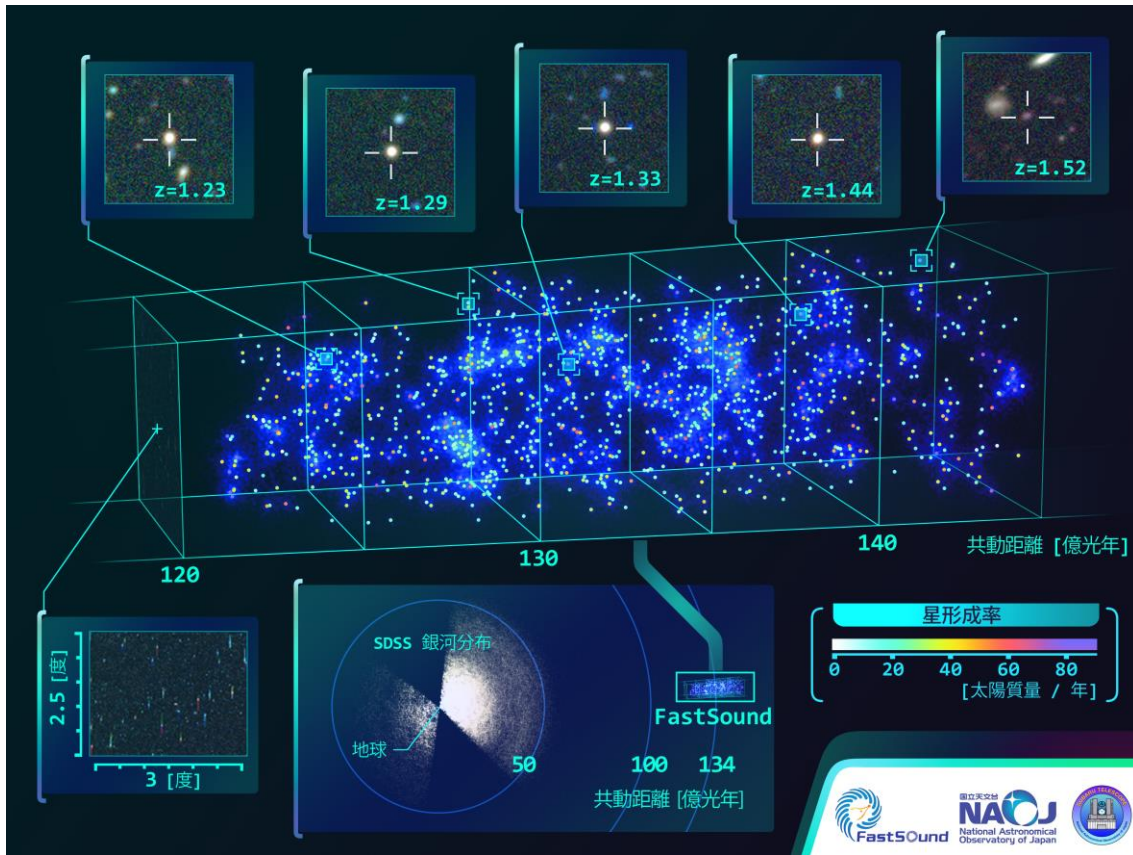 z=1.23
z=1.29
z=1.33
z=1.44
z=1.52
120
130
140
共動距離 [億光年]
2.5 [度]
3 [度]
SDSS 銀河分布
地球
50
100
134
共動距離 [億光年]
FastSound
星形成率
0 20 40 60 80
[太陽質量 / 年]
FastSOund
国立天文台
NAOJ
National Astronomical
Observatory of Japan
SUBARU TELESCOPE